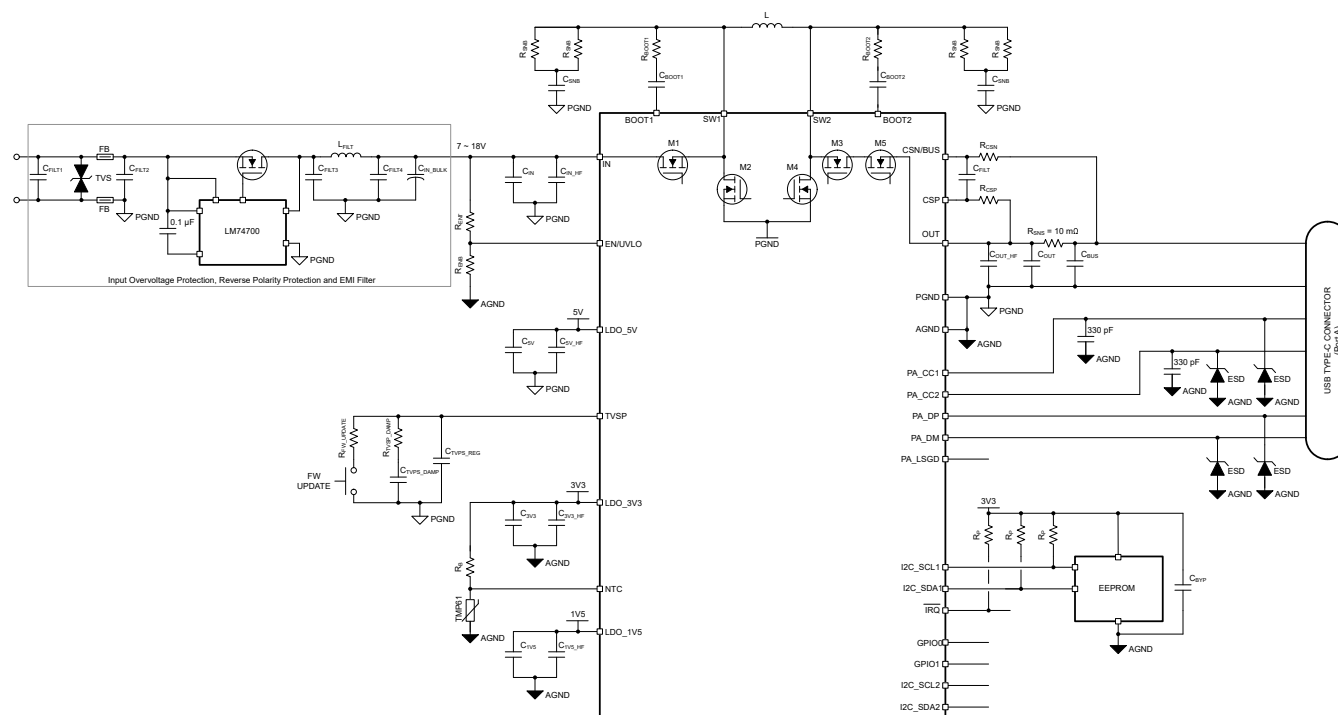 L
RSNB
RSNB
RBOOT1
RBOOT2
RSNB
RSNB
CSNB
CBOOT1
CBOOT2
CSNB
PGND
PGND
BOOT1
SW1
SW2
BOOT2
FB
LFILT
7 ~ 18V
M1
M3
M5
CSN/BUS
RCSN
CFILT1
TVS
CFILT2
CFILT3
CFILT4
CIN_BULK
CIN
CIN_HF
IN
M2
M4
CFILT
RCSP
CSP
FB
PGND
PGND
PGND
0.1 µF
LM74700
RENT
OUT
RSNS = 10 mΩ
EN/UVLO
PGND
PGND
COUT_HF
COUT
CBUS
RENB
Input Overvoltage Protection, Reverse Polarity Protection and EMI Filter
AGND
PGND
PGND
5V
LDO_5V
AGND
AGND
C5V
C5V_HF
330 pF
AGND
USB TYPE-C CONNECTOR
(Port A)
PGND
PA_CC1
330 pF
ESD
ESD
AGND
AGND
AGND
PA_CC2
TVSP
PA_DP
RFW_UPDATE
RTVSP_DAMP
CTVPS_REG
PA_DM
PA_LSGD
CTVPS_DAMP
ESD
ESD
FW
UPDATE
AGND
AGND
3V3
LDO_3V3
3V3
PGND
C3V3
C3V3_HF
RP
RP
RP
AGND
RB
I2C_SCL1
NTC
I2C_SDA1
EEPROM
CBYP
TMP61
IRQ
AGND
1V5
LDO_1V5
C1V5
C1V5_HF
GPIO0
AGND
GPIO1
I2C_SCL2
AGND
I2C_SDA2